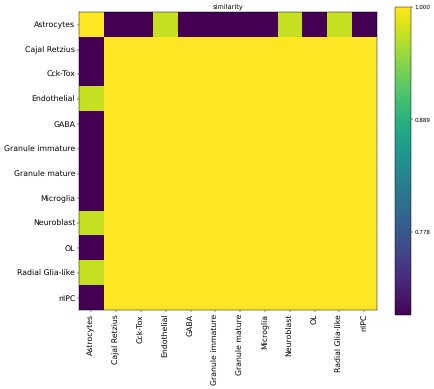 similarity
Astrocytes
Cajal Retzius
Cck-Tox
Endothelial
GABA
Granule immature
Granule mature
Microglia
Neuroblast
OL
Radial Glia-like
nIPC
Astrocytes
Cajal Retzius
Cck-Tox
Endothelial
GABA
Granule immature
Granule mature
Microglia
Neuroblast
OL
Radial Glia-like
nIPC
1.000
0.889
0.778